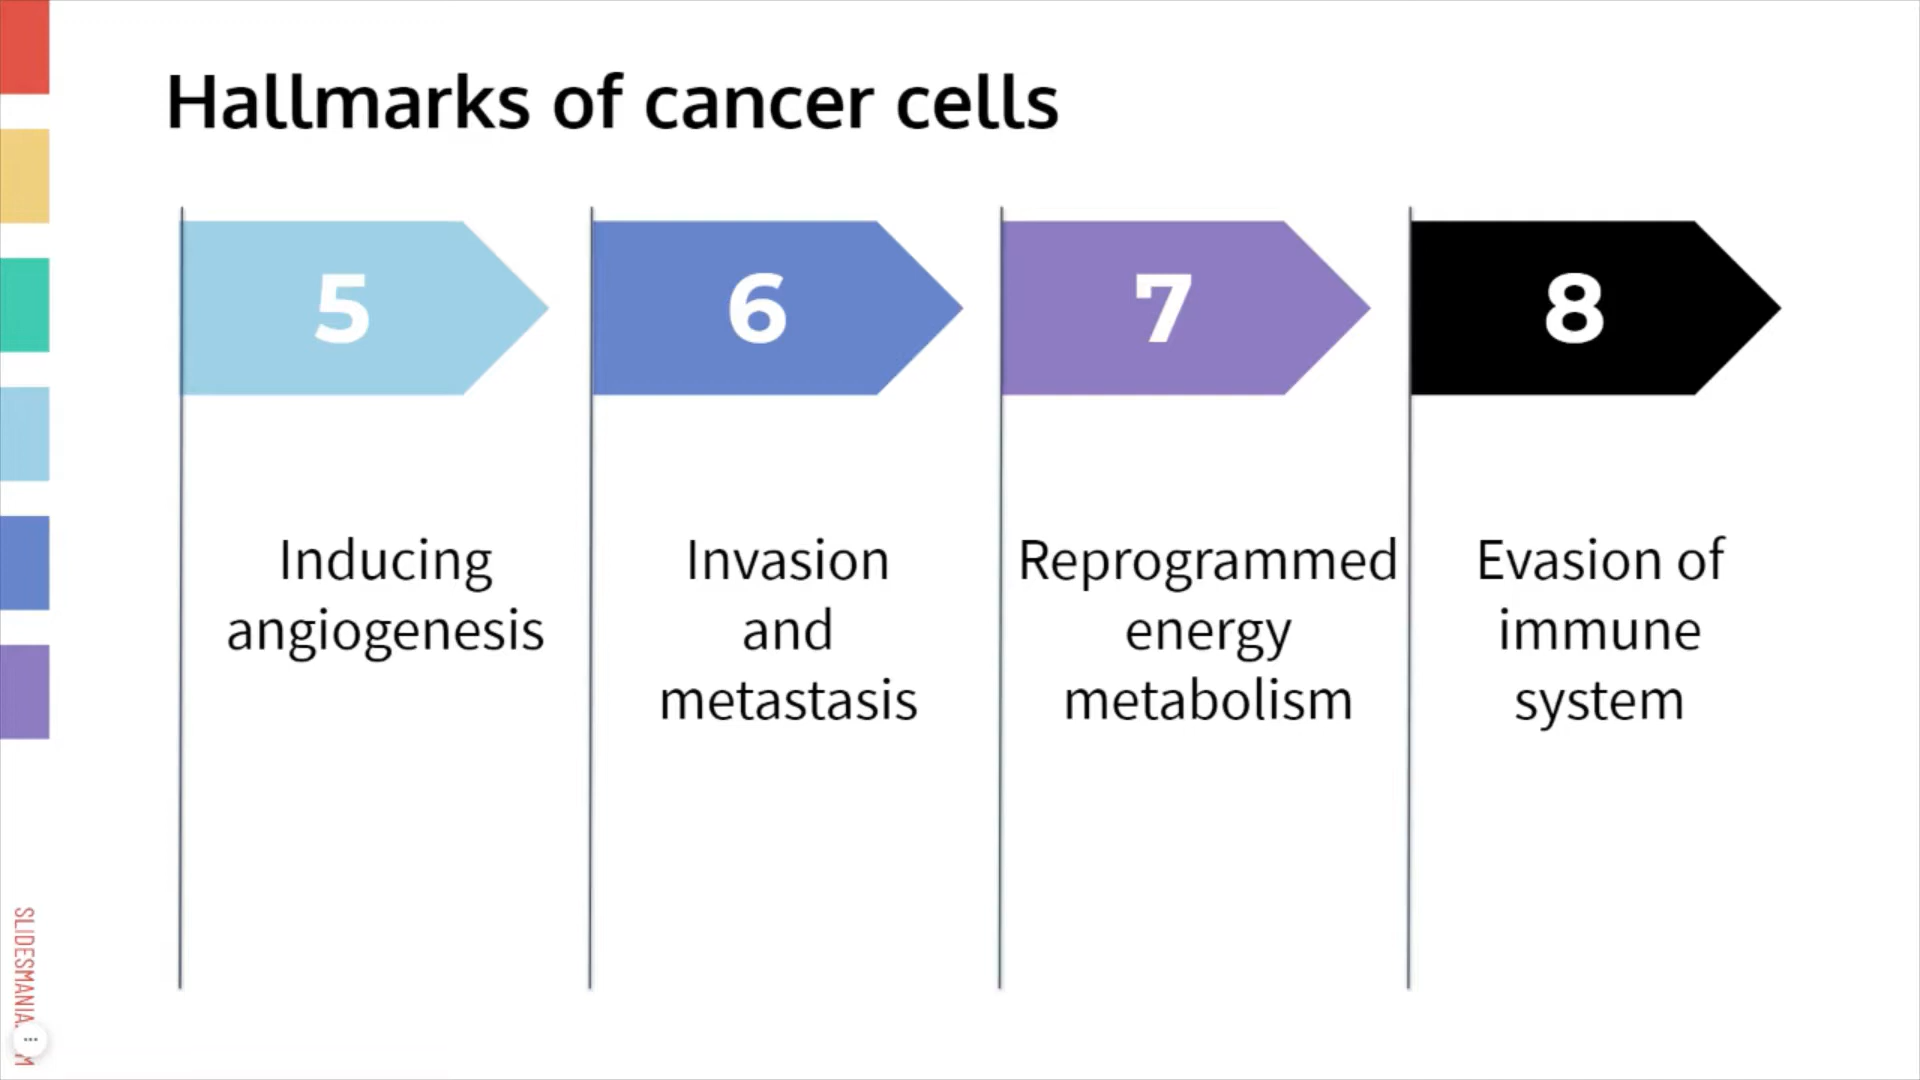 Hallmarks of cancer cells
5
6
7
8
Inducing
angiogenesis
Invasion
and
metastasis
Reprogrammed
energy
metabolism
Evasion of
immune
system
SLIDESMANIA